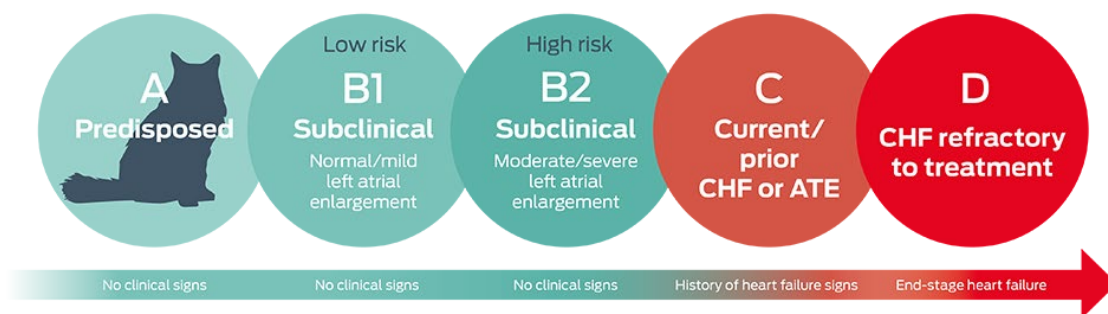 A
Predisposed
Low risk
B1
Subclinical
Normal/mild
left atrial
enlargement
High risk
B2
Subclinical
Moderate/severe
left atrial
enlargement
C
Current/
prior
CHF or ATE
D
CHF refractory
to treatment
No clinical signs
No clinical signs
No clinical signs
History of heart failure signs
End-stage heart failure